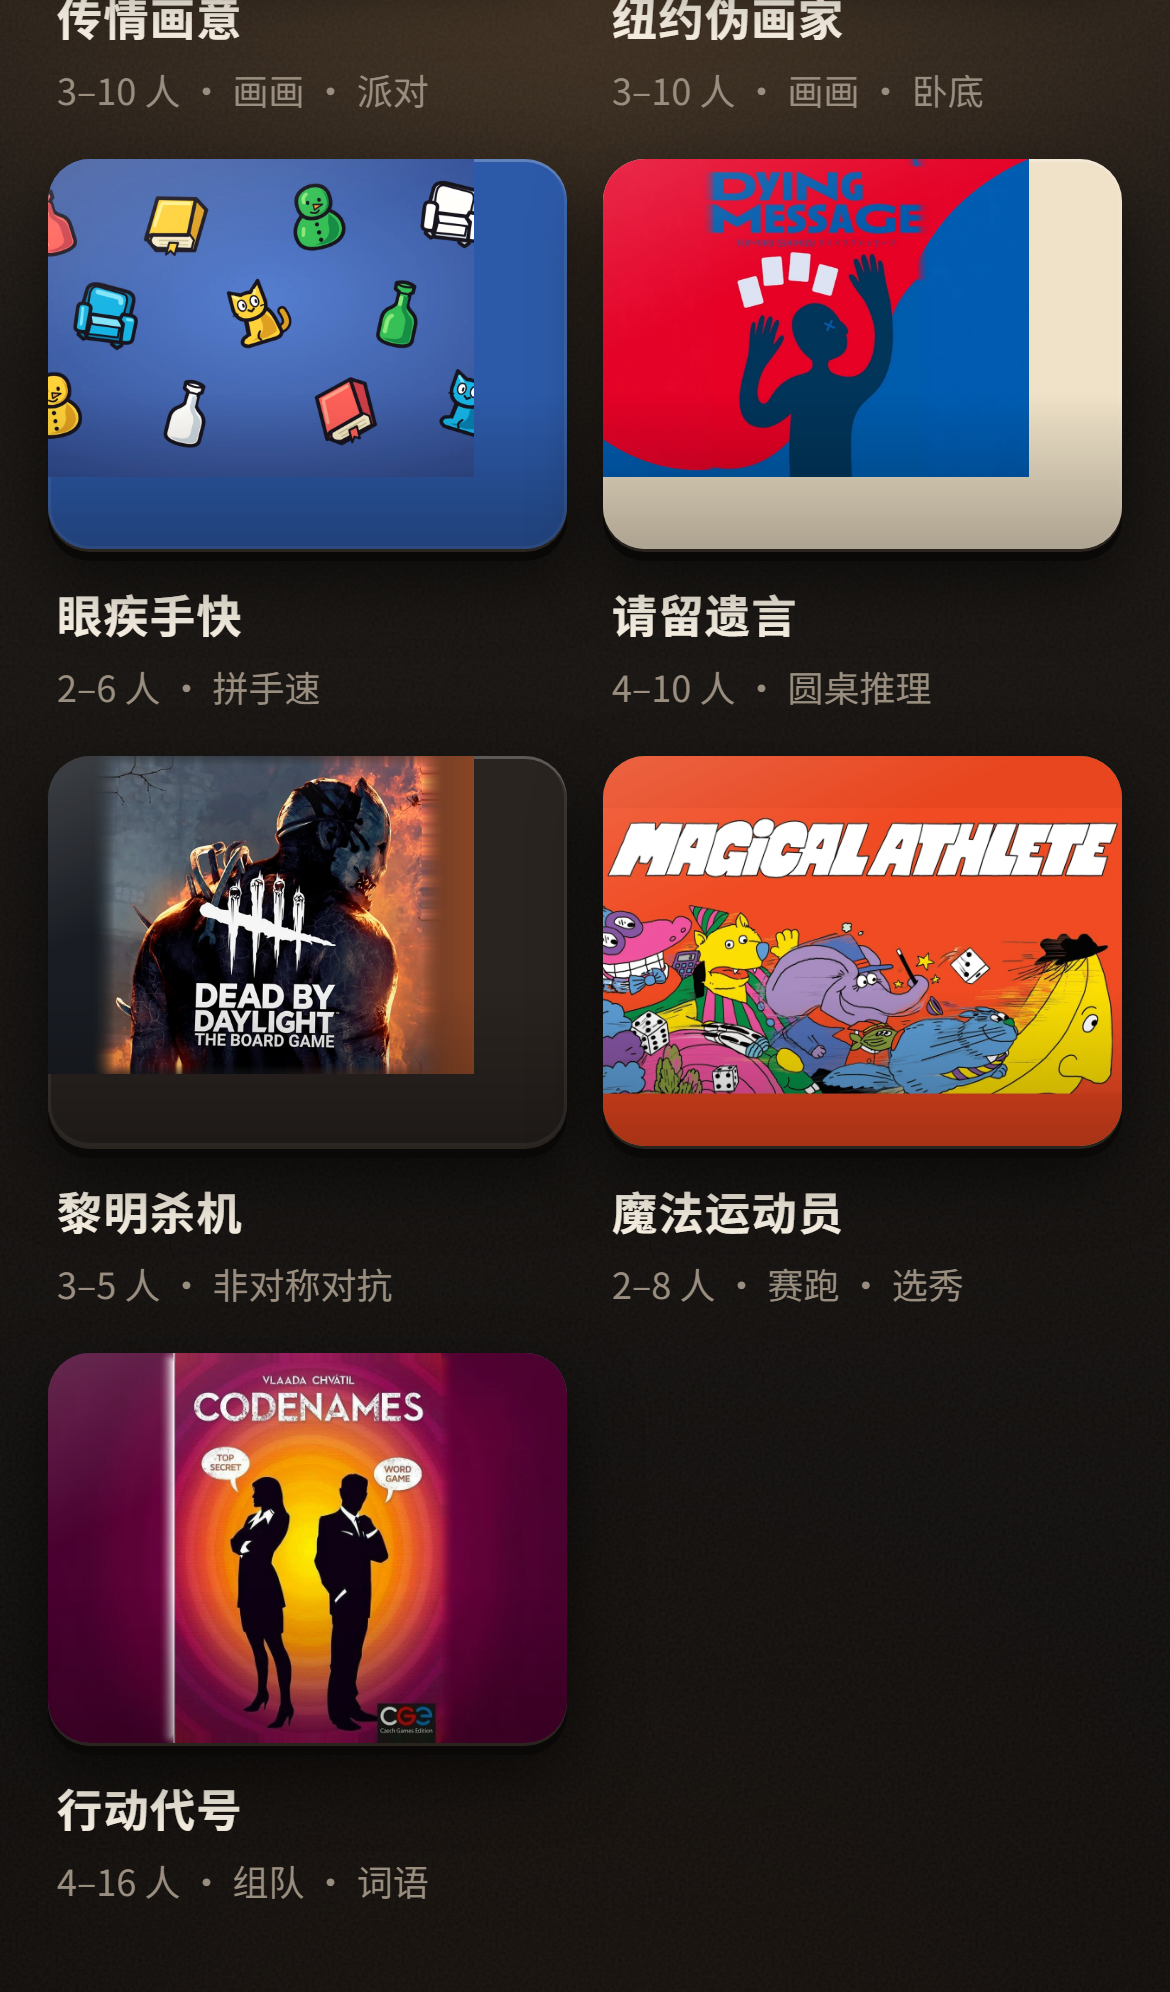 传情画意
纽约伪画家
3–10 人 · 画画 · 派对
3–10 人 · 画画 · 卧底
DYING
MESSAGE
眼疾手快
请留遗言
2–6 人 · 拼手速
4–10 人 · 圆桌推理
DEAD BY
DAYLIGHT
THE BOARD GAME
MAGICAL ATHLETE
黎明杀机
魔法运动员
3–5 人 · 非对称对抗
2–8 人 · 赛跑 · 选秀
VLAADA CHVÁTIL
CODENAMES
TOP
SECRET
WORD
GAME
CGE
Czech Games Edition
行动代号
4–16 人 · 组队 · 词语